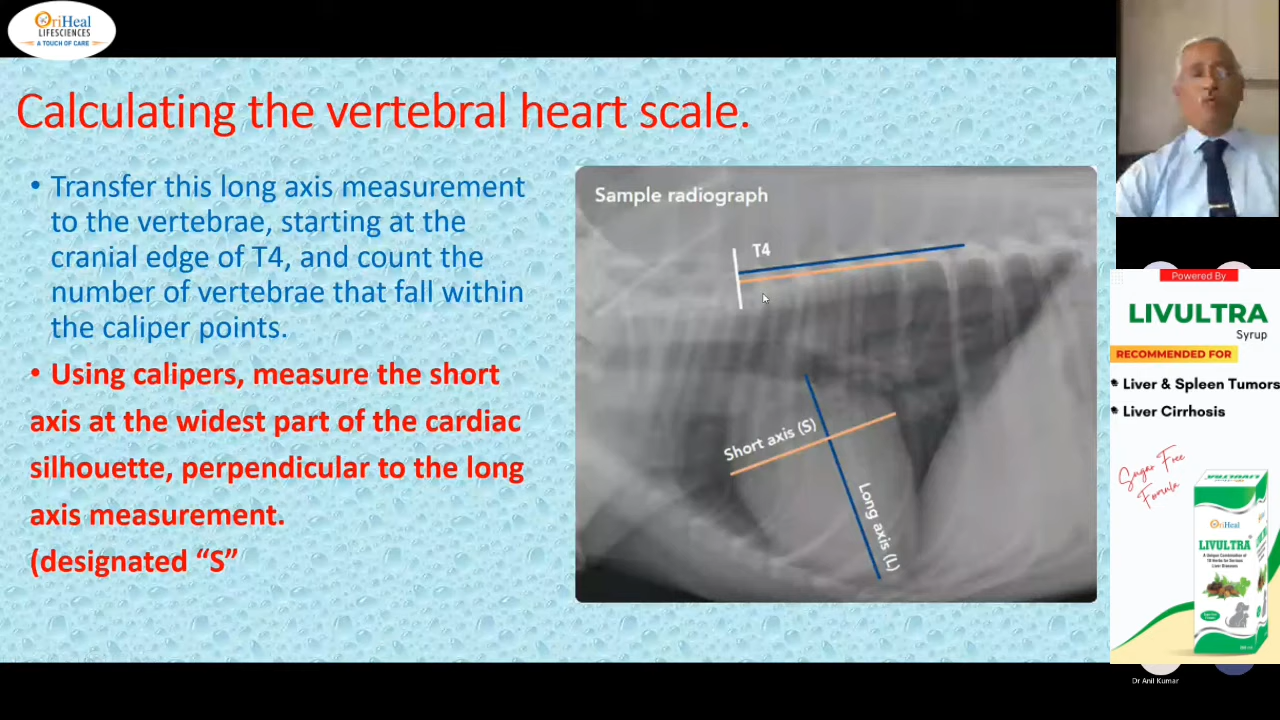 OriHeal
LIFESCIENCES
A TOUCH OF CARE
Calculating the vertebral heart scale.
• Transfer this long axis measurement
to the vertebrae, starting at the
cranial edge of T4, and count the
number of vertebrae that fall within
the caliper points.
• Using calipers, measure the short
axis at the widest part of the cardiac
silhouette, perpendicular to the long
axis measurement.
(designated “S”
Sample radiograph
T4
Short axis (S)
Long axis (L)
Powered By
LIVULTRA
Syrup
RECOMMENDED FOR
Liver & Spleen Tumors
Liver Cirrhosis
Sugar Free
Formula
LIVULTRA
OriHeal
LIVULTRA
Dr Anil Kumar